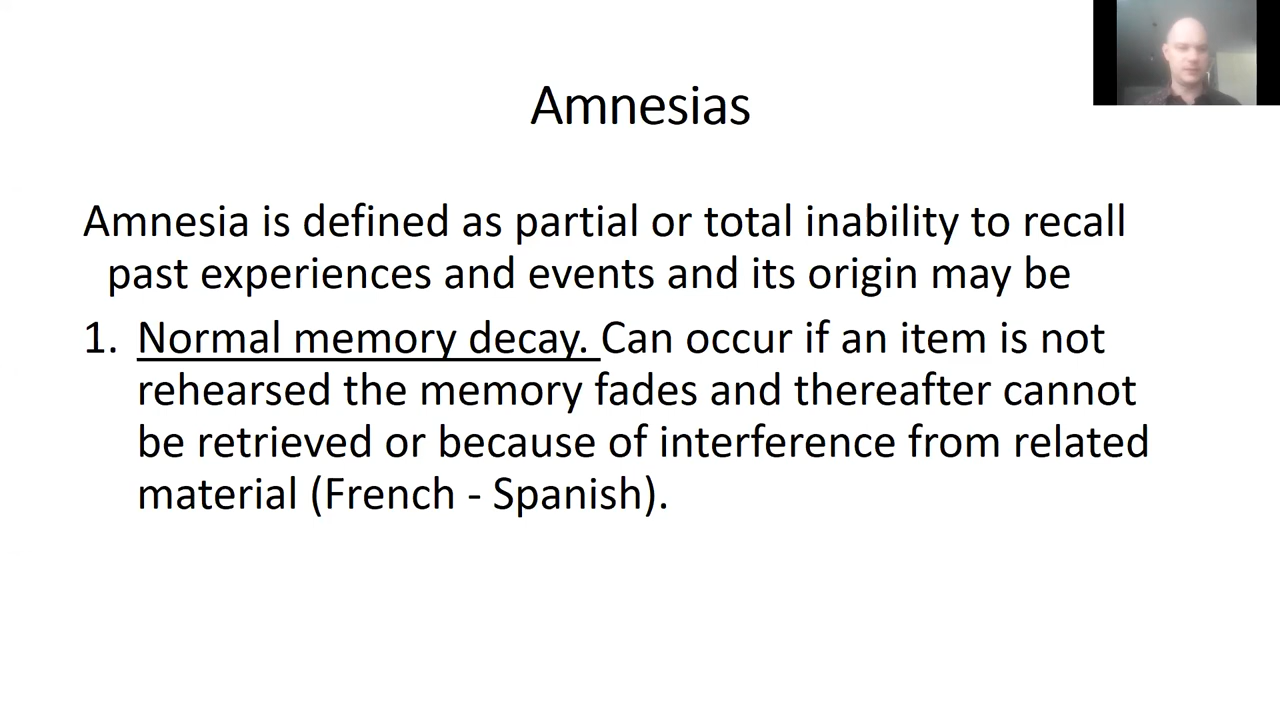 Amnesias
Amnesia is defined as partial or total inability to recall
past experiences and events and its origin may be
1. Normal memory decay. Can occur if an item is not
rehearsed the memory fades and thereafter cannot
be retrieved or because of interference from related
material (French - Spanish).